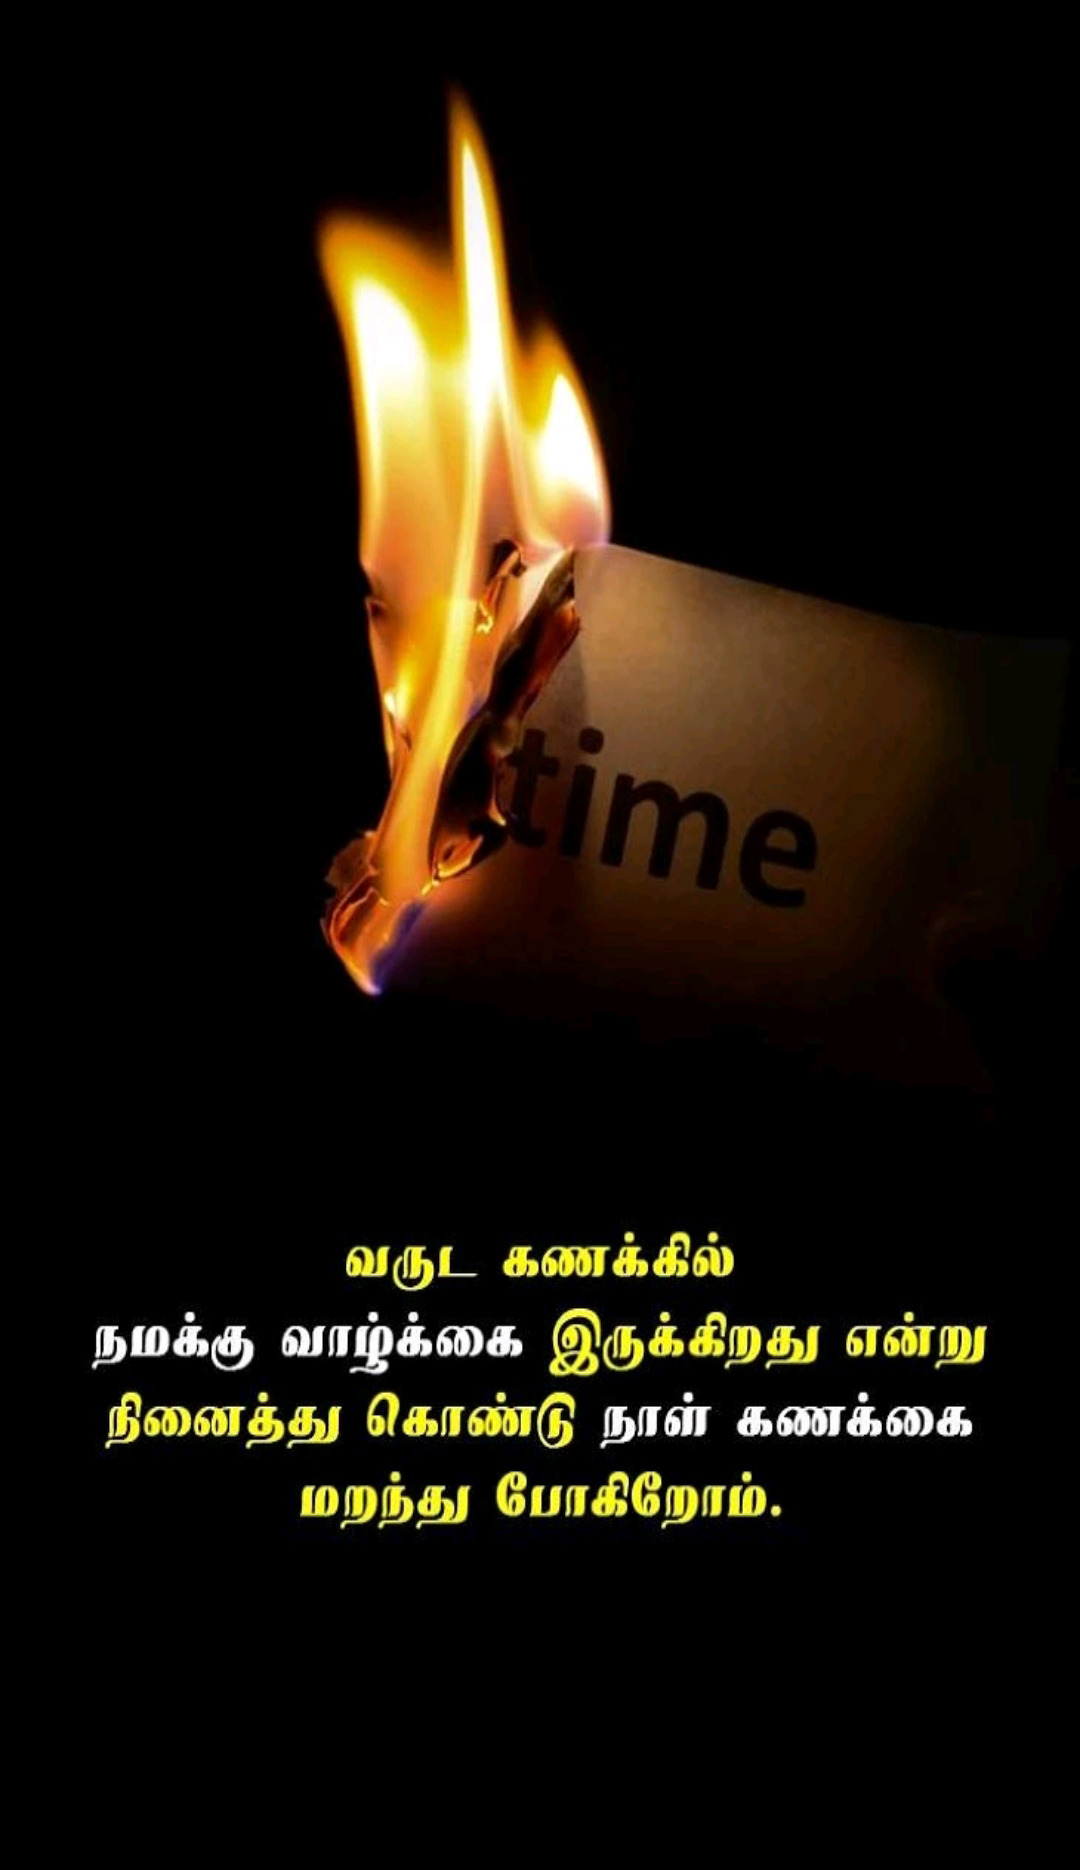 time
வருட கணக்கில்
நமக்கு வாழ்க்கை இருக்கிறது என்று
நினைத்து கொண்டு நாள் கணக்கை
மறந்து போகிறோம்.